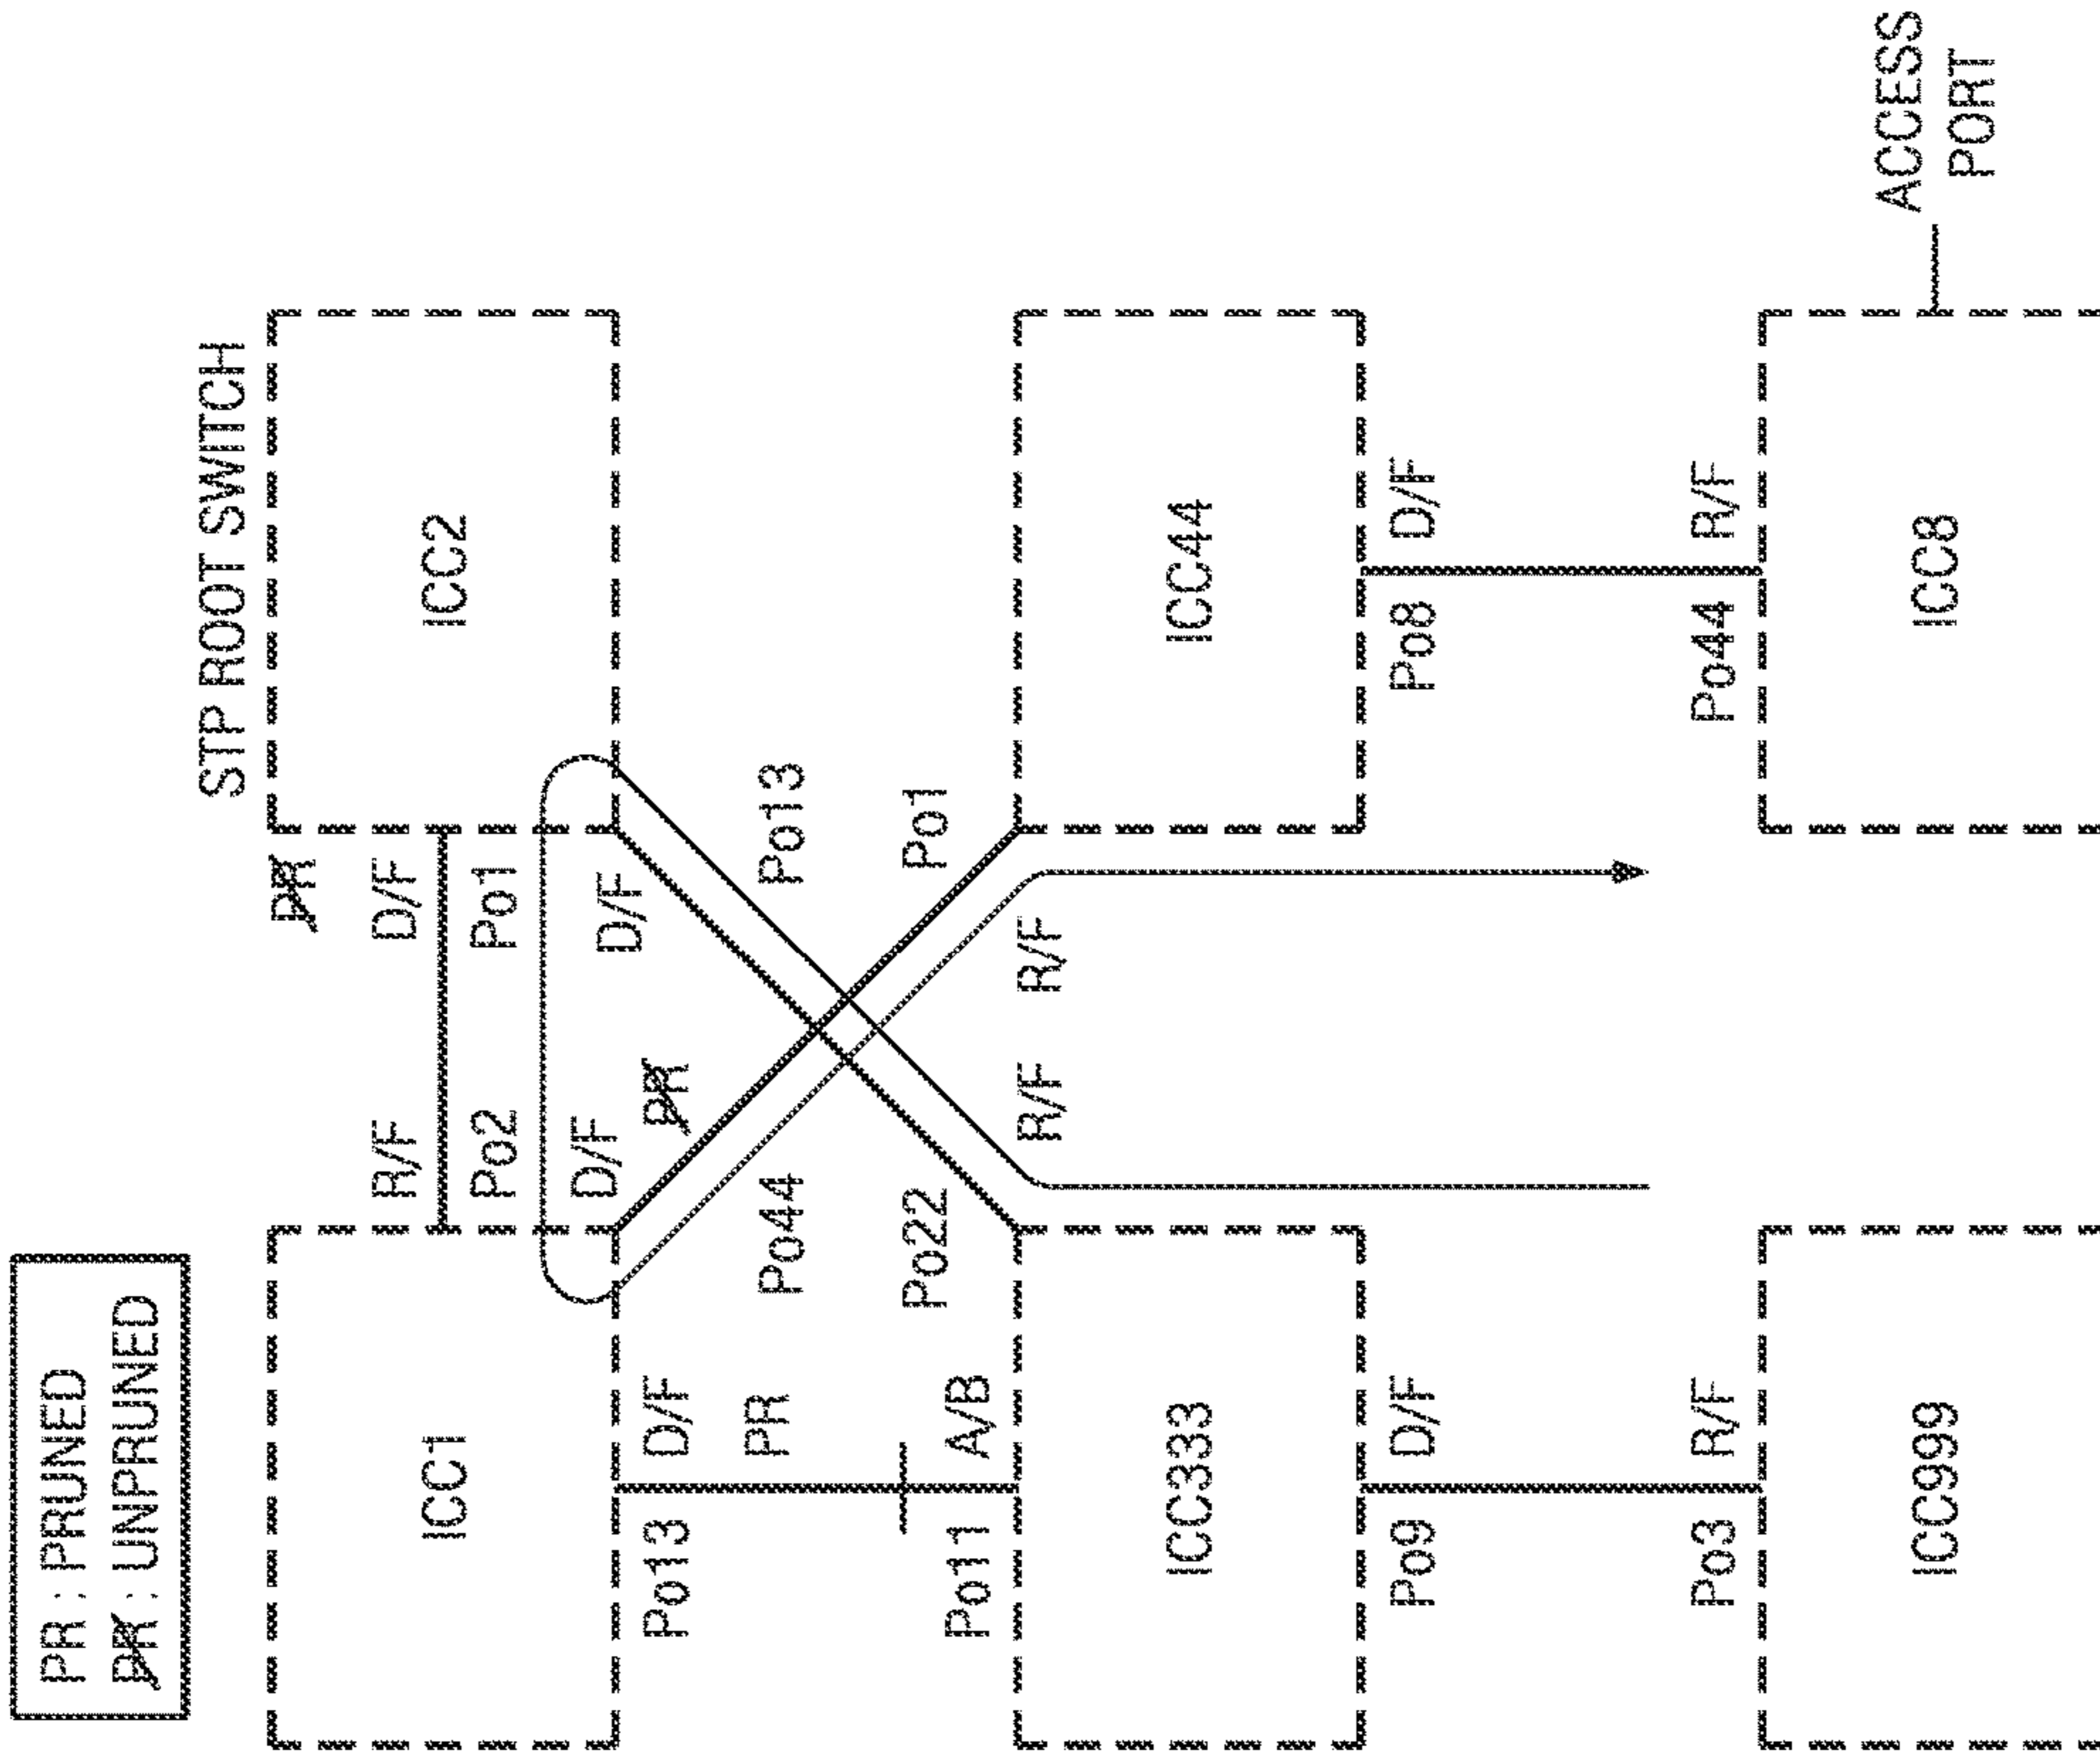 PR : PRUNED
PR : UNPRUNED
STP ROOT SWITCH
PR
R/F
D/F
ICC1
ICC2
Po2
Po1
D/F
D/F
Po13
D/F
PR
PR
Po44
Po13
Po22
Po1
Po11
A/B
R/F
R/F
ICC333
ICC44
Po9
D/F
Po8
D/F
Po3
R/F
Po44
R/F
ICC999
ICC8
ACCESS
PORT